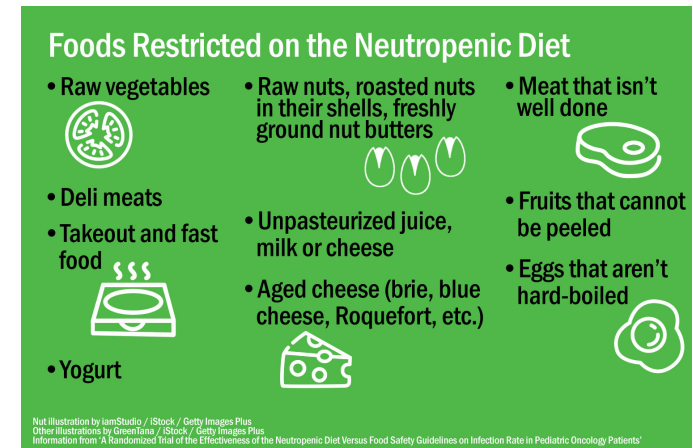 Foods Restricted on the Neutropenic Diet
• Raw vegetables
• Deli meats
• Takeout and fast
food
• Yogurt
• Raw nuts, roasted nuts
in their shells, freshly
ground nut butters
• Unpasteurized juice,
milk or cheese
• Aged cheese (brie, blue
cheese, Roquefort, etc.)
• Meat that isn't
well done
• Fruits that cannot
be peeled
• Eggs that aren't
hard-boiled
Nut illustration by iamStudio / iStock / Getty Images Plus
Other illustrations by GreenTana / iStock / Getty Images Plus
Information from 'A Randomized Trial of the Effectiveness of the Neutropenic Diet Versus Food Safety Guidelines on Infection Rate in Pediatric Oncology Patients'